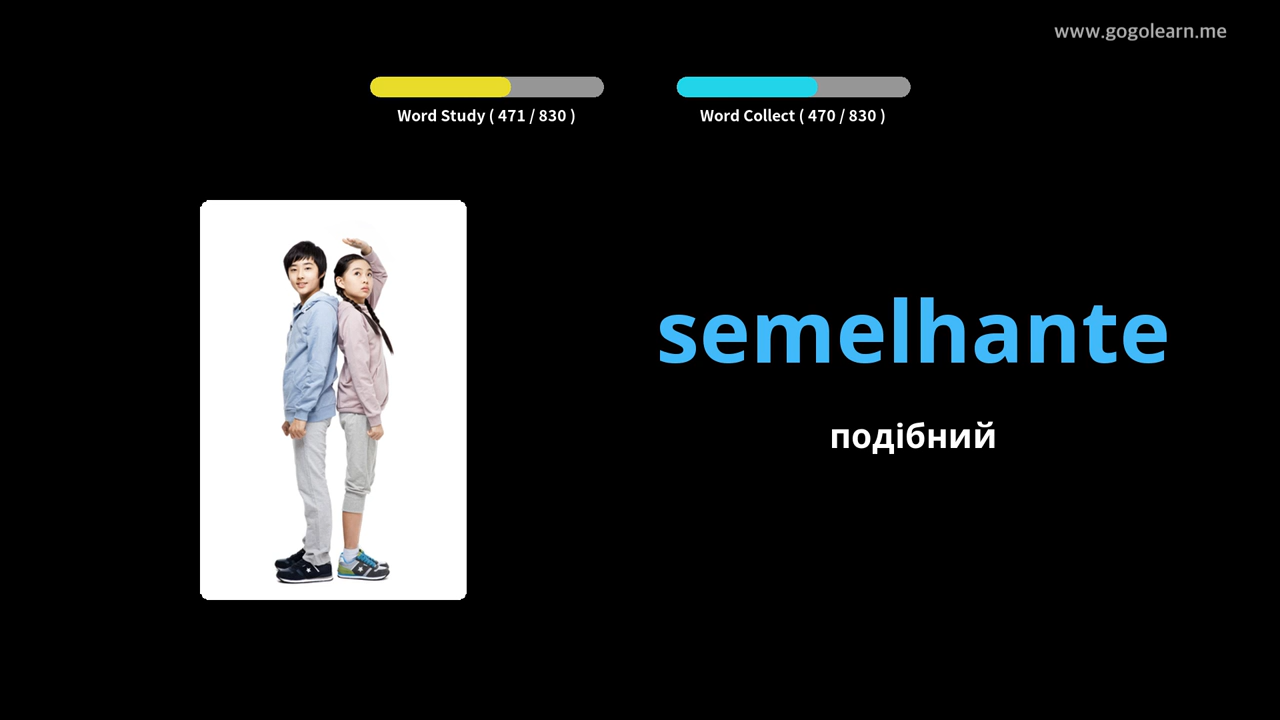 www.gogolearn.me
Word Study ( 471 / 830 )
Word Collect ( 470 / 830 )
semelhante
подібний